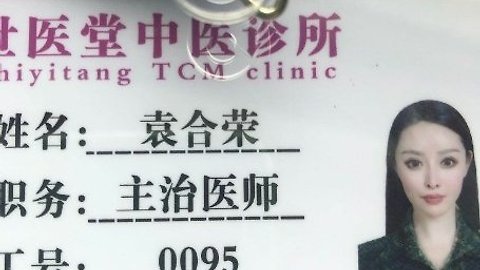 世医堂中医诊所
hiyitang TCM clinic
姓名：袁合荣
职务：主治医师
工号：0095